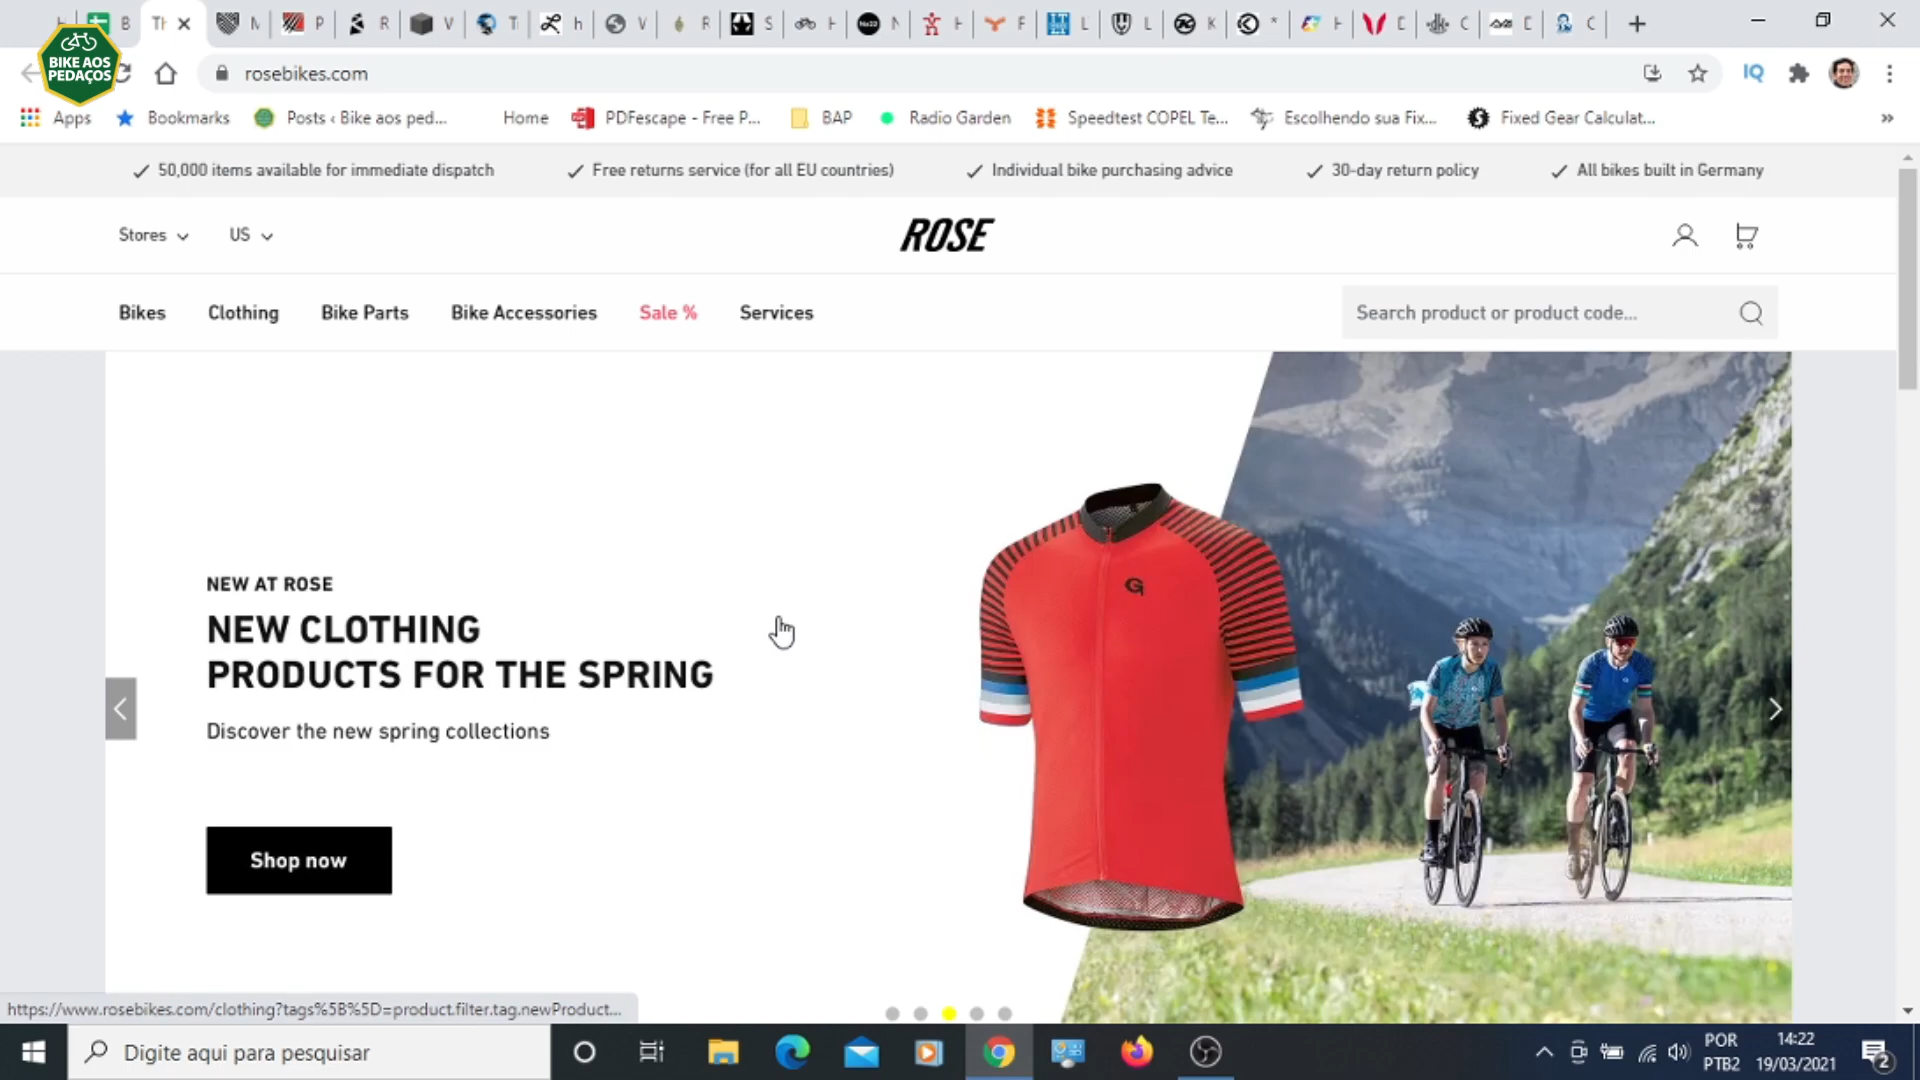 B Th M P R V T h V R S H N H F L L K * H D C D C
BIKE AOS
PEDAÇOS
rosebikes.com
IQ
Apps Bookmarks Posts ‹ Bike aos ped... Home PDFescape - Free P... BAP Radio Garden Speedtest COPEL Te... Escolhendo sua Fix... Fixed Gear Calculat... »
50,000 items available for immediate dispatch Free returns service (for all EU countries) Individual bike purchasing advice 30-day return policy All bikes built in Germany
Stores US ROSE
Bikes Clothing Bike Parts Bike Accessories Sale % Services Search product or product code...
NEW AT ROSE
NEW CLOTHING
PRODUCTS FOR THE SPRING
Discover the new spring collections
Shop now
https://www.rosebikes.com/clothing?tags%5B%5D=product.filter.tag.newProduct...
Digite aqui para pesquisar
POR 14:22
PTB2 19/03/2021 2